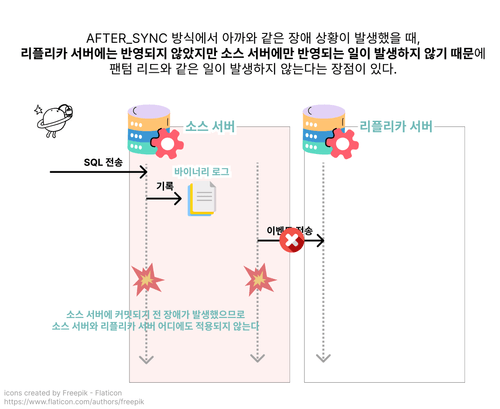 AFTER_SYNC 방식에서 아까와 같은 장애 상황이 발생했을 때,
리플리카 서버에는 반영되지 않았지만 소스 서버에만 반영되는 일이 발생하지 않기 때문에
팬텀 리드와 같은 일이 발생하지 않는다는 장점이 있다.
소스 서버
리플리카 서버
SQL 전송
바이너리 로그
기록
이벤트 전송
소스 서버에 커밋되기 전 장애가 발생했으므로
소스 서버와 리플리카 서버 어디에도 적용되지 않는다
icons created by Freepik - Flaticon
https://www.flaticon.com/authors/freepik